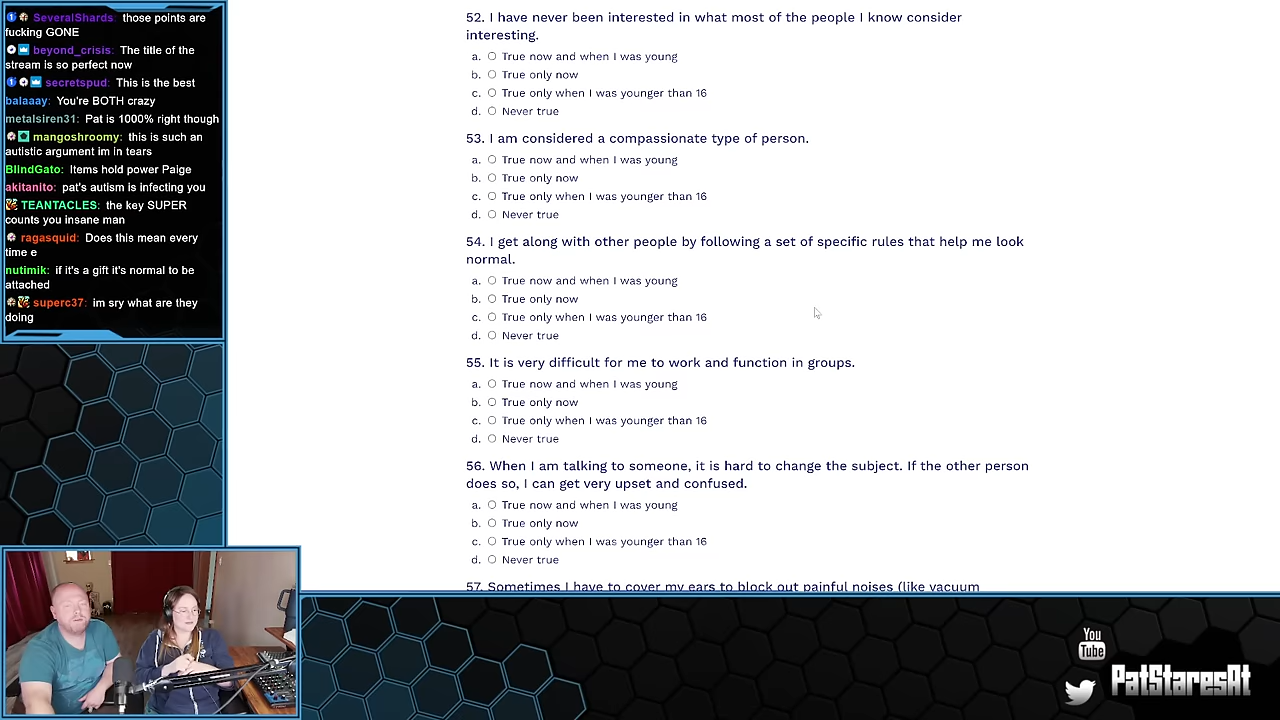 SeveralShards: those points are
fucking GONE
beyond_crisis: The title of the
stream is so perfect now
secretspud: This is the best
balaaay: You're BOTH crazy
metalsiren31: Pat is 1000% right though
mangoshroomy: this is such an
autistic argument im in tears
BlindGato: Items hold power Paige
akitanito: pat's autism is infecting you
TEANTACLES: the key SUPER
counts you insane man
ragasquid: Does this mean every
time e
nutimik: if it's a gift it's normal to be
attached
superc37: im sry what are they
doing
52. I have never been interested in what most of the people I know consider
interesting.
a. True now and when I was young
b. True only now
c. True only when I was younger than 16
d. Never true
53. I am considered a compassionate type of person.
a. True now and when I was young
b. True only now
c. True only when I was younger than 16
d. Never true
54. I get along with other people by following a set of specific rules that help me look
normal.
a. True now and when I was young
b. True only now
c. True only when I was younger than 16
d. Never true
55. It is very difficult for me to work and function in groups.
a. True now and when I was young
b. True only now
c. True only when I was younger than 16
d. Never true
56. When I am talking to someone, it is hard to change the subject. If the other person
does so, I can get very upset and confused.
a. True now and when I was young
b. True only now
c. True only when I was younger than 16
d. Never true
57. Sometimes I have to cover my ears to block out painful noises (like vacuum
You
Tube
PatStaresAt